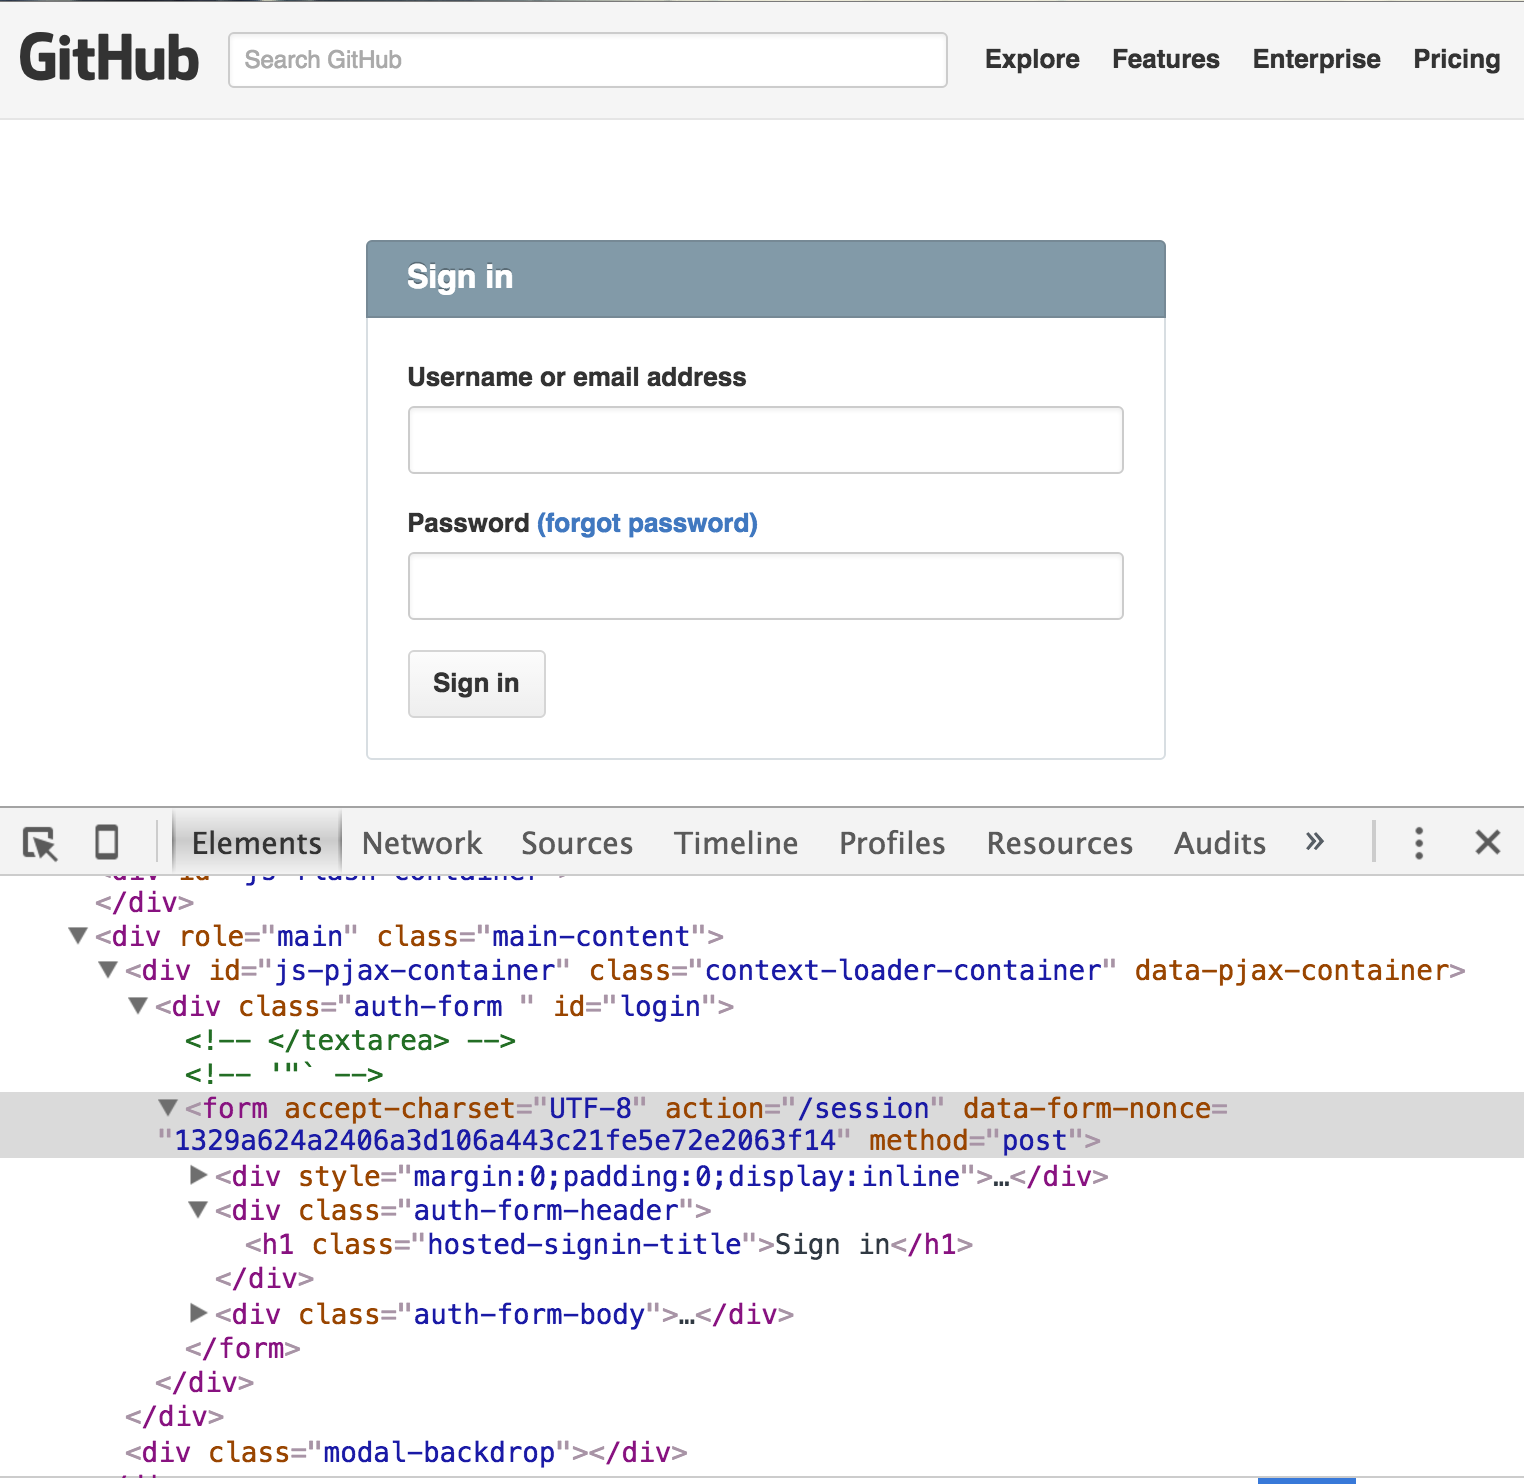 GitHub Search GitHub Explore Features Enterprise Pricing
Sign in
Username or email address
Password (forgot password)
Sign in
Elements Network Sources Timeline Profiles Resources Audits »
</div>
<div role="main" class="main-content">
<div id="js-pjax-container" class="context-loader-container" data-pjax-container>
<div class="auth-form " id="login">
<!-- </textarea> -->
<!-- '"` -->
<form accept-charset="UTF-8" action="/session" data-form-nonce=
"1329a624a2406a3d106a443c21fe5e72e2063f14" method="post">
<div style="margin:0;padding:0;display:inline">…</div>
<div class="auth-form-header">
<h1 class="hosted-signin-title">Sign in</h1>
</div>
<div class="auth-form-body">…</div>
</form>
</div>
</div>
<div class="modal-backdrop"></div>